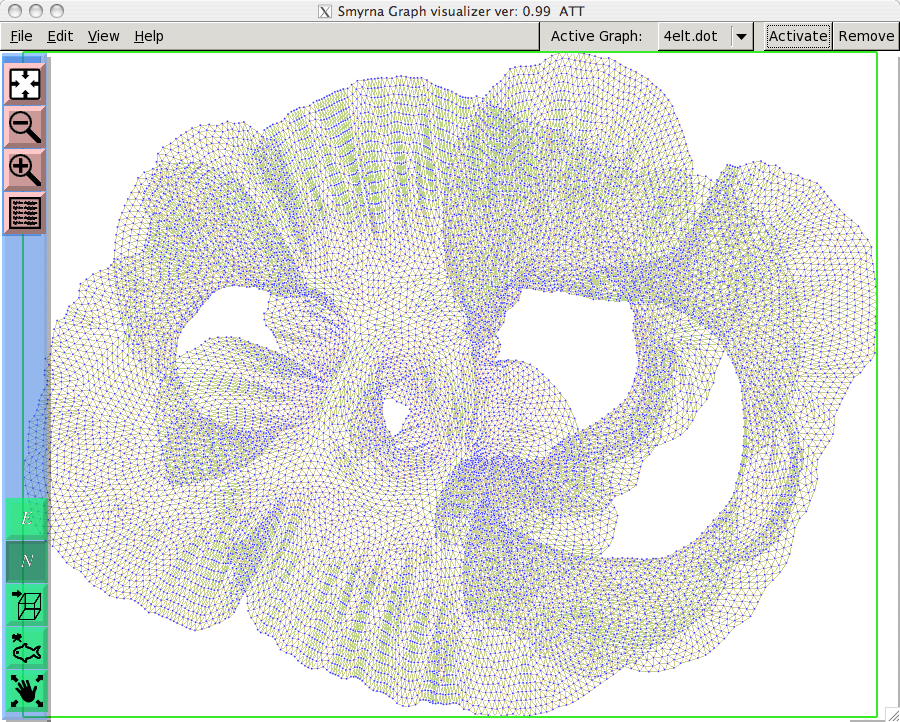 Smyrna Graph visualizer ver: 0.99 ATT
File Edit View Help Active Graph: 4elt.dot Activate Remove
E
N